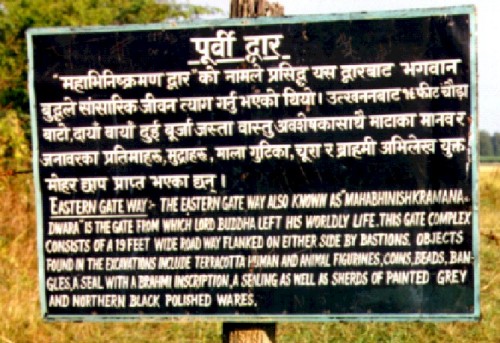 पूर्वी द्वार
"महाभिनिष्क्रमण द्वार" को नामले प्रसिद्ध यस द्वारबाट भगवान
बुद्धले सांसारिक जीवन त्याग गर्नु भएको थियो। उत्खननबाट फीट चौडा
बाटो, दायाँ बायाँ दुई बूर्जा जस्ता वास्तु अवशेषका साथै माटाका मानव र
जनावरका प्रतिमाहरू, मुद्राहरू, माला गुटिका, चूरा र ब्राह्मी अभिलेख युक्त
मोहर छाप प्राप्त भएका छन्।
EASTERN GATE WAY:- THE EASTERN GATE WAY ALSO KNOWN AS "MAHABHINISHKRAMANA-
DWARA" IS THE GATE FROM WHICH LORD BUDDHA LEFT HIS WORLDLY LIFE. THIS GATE COMPLEX
CONSISTS OF A 19 FEET WIDE ROAD WAY FLANKED ON EITHER SIDE BY BASTIONS. OBJECTS
FOUND IN THE EXCAVATIONS INCLUDE TERRACOTTA HUMAN AND ANIMAL FIGURINES, COINS, BEADS, BAN-
GLES, A SEAL WITH A BRAHMI INSCRIPTION, A SENLING AS WELL AS SHERDS OF PAINTED GREY
AND NORTHERN BLACK POLISHED WARES.